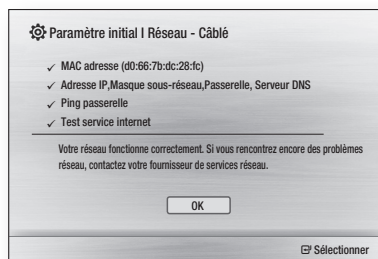 Paramètre initial I Réseau - Câblé
✓ MAC adresse (d0:66:7b:dc:28:fc)
✓ Adresse IP,Masque sous-réseau,Passerelle, Serveur DNS
✓ Ping passerelle
✓ Test service internet
Votre réseau fonctionne correctement. Si vous rencontrez encore des problèmes
réseau, contactez votre fournisseur de services réseau.
OK
Sélectionner